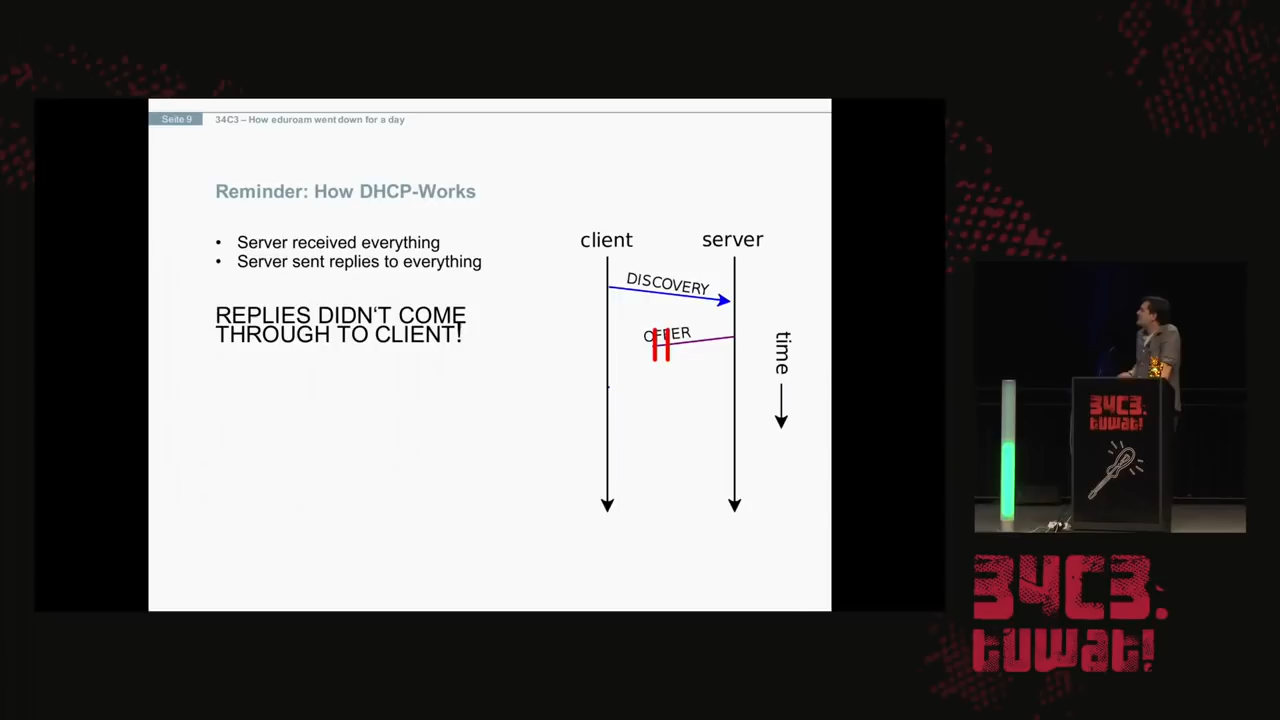 Seite 9
34C3 – How eduroam went down for a day
Reminder: How DHCP-Works
• Server received everything
• Server sent replies to everything
REPLIES DIDN‘T COME
THROUGH TO CLIENT!
client
server
DISCOVERY
OFFER
time
34C3.
tuwat!
34C3.
tuwat!